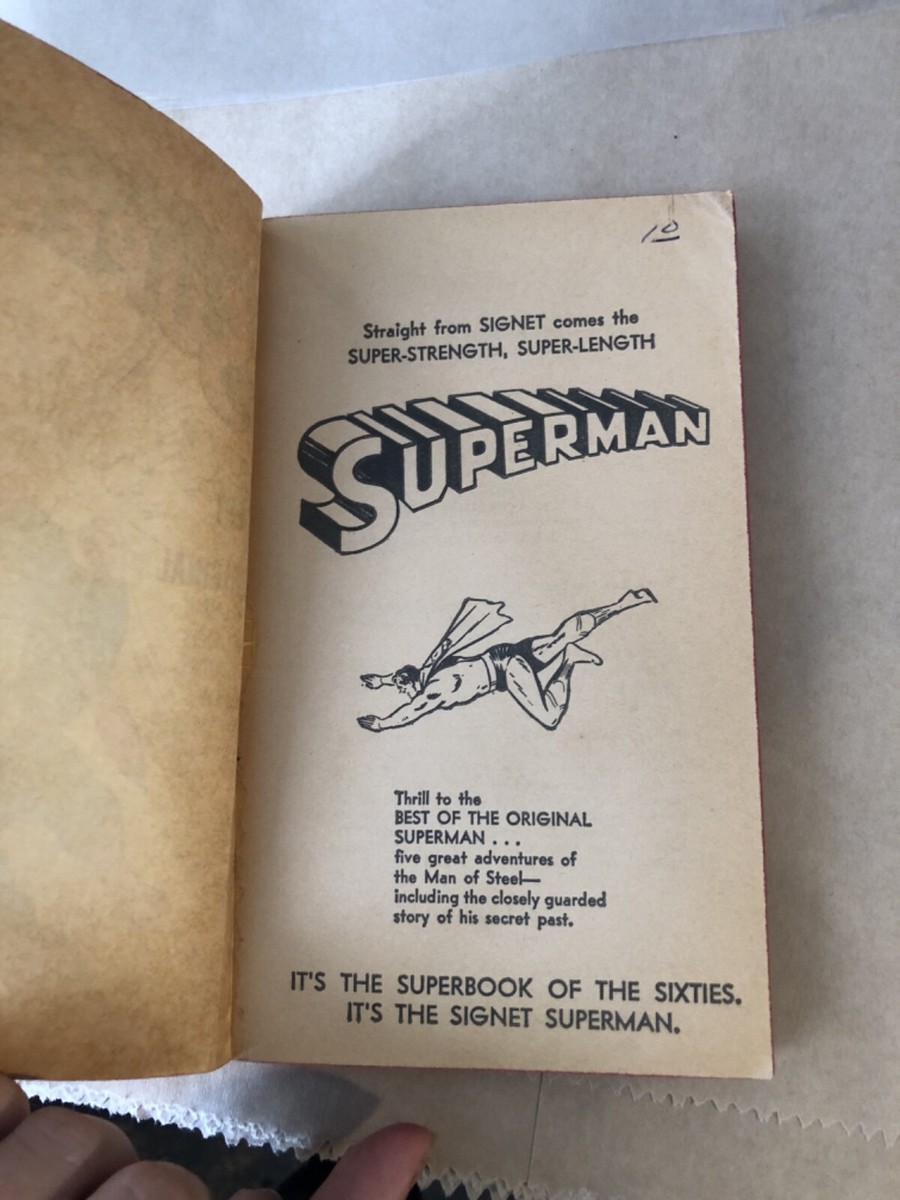 10
Straight from SIGNET comes the
SUPER-STRENGTH, SUPER-LENGTH
SUPERMAN
Thrill to the
BEST OF THE ORIGINAL
SUPERMAN . . .
five great adventures of
the Man of Steel—
including the closely guarded
story of his secret past.
IT'S THE SUPERBOOK OF THE SIXTIES.
IT'S THE SIGNET SUPERMAN.